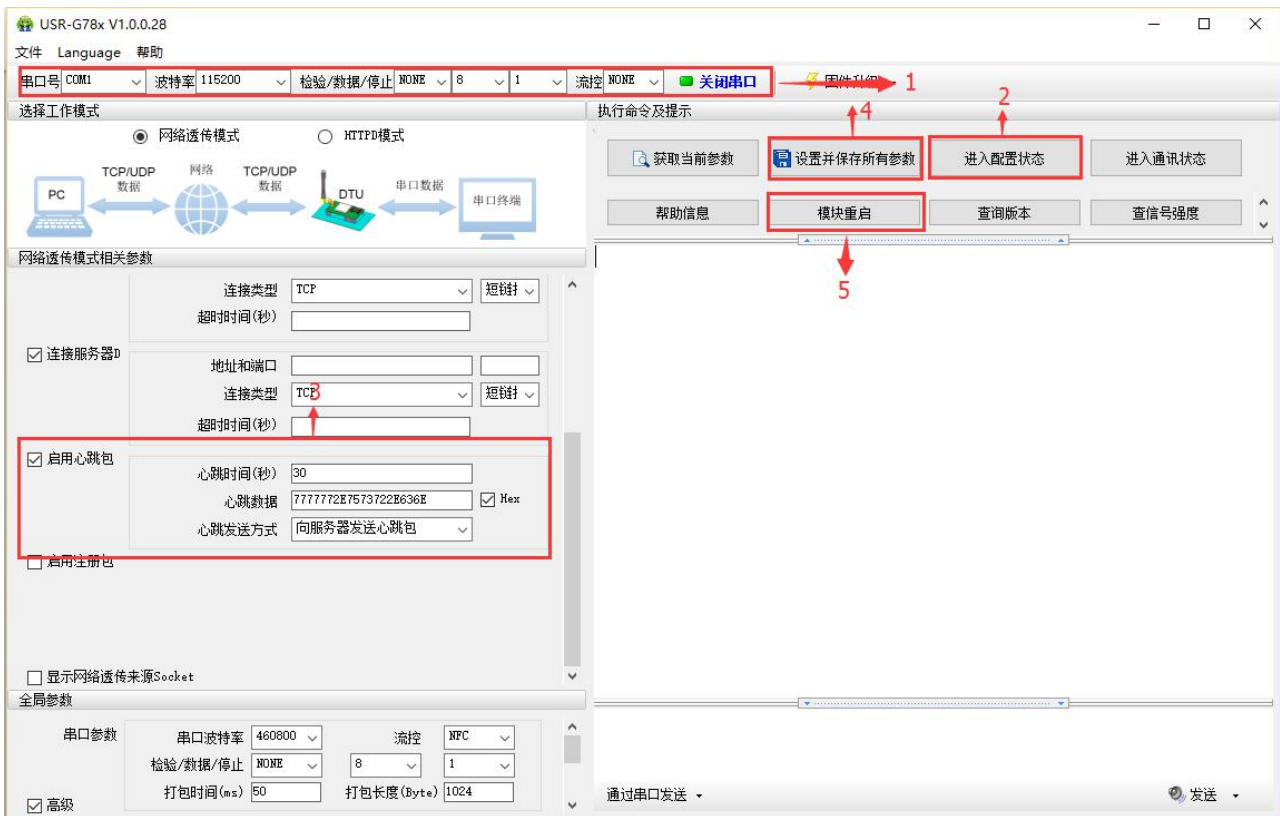 USR-G78x V1.0.0.28
文件 Language 帮助
串口号 COM1 波特率 115200 检验/数据/停止 NONE 8 1 流控 NONE 关闭串口 固件升级 1
选择工作模式
网络透传模式 HTTPD模式
PC
TCP/UDP
数据
网络
TCP/UDP
数据
DTU
串口数据
串口终端
网络透传模式相关参数
连接类型 TCP 短链接
超时时间(秒)
连接服务器D
地址和端口
连接类型 TCP 短链接
3
超时时间(秒)
启用心跳包
心跳时间(秒) 30
心跳数据 7777772E7573722E636E Hex
心跳发送方式 向服务器发送心跳包
启用注册包
显示网络透传来源Socket
全局参数
串口参数
串口波特率 460800 流控 NFC
检验/数据/停止 NONE 8 1
打包时间(ms) 50 打包长度(Byte) 1024
高级
执行命令及提示
4
2
获取当前参数 设置并保存所有参数 进入配置状态 进入通讯状态
帮助信息 模块重启 查询版本 查信号强度
5
通过串口发送 发送